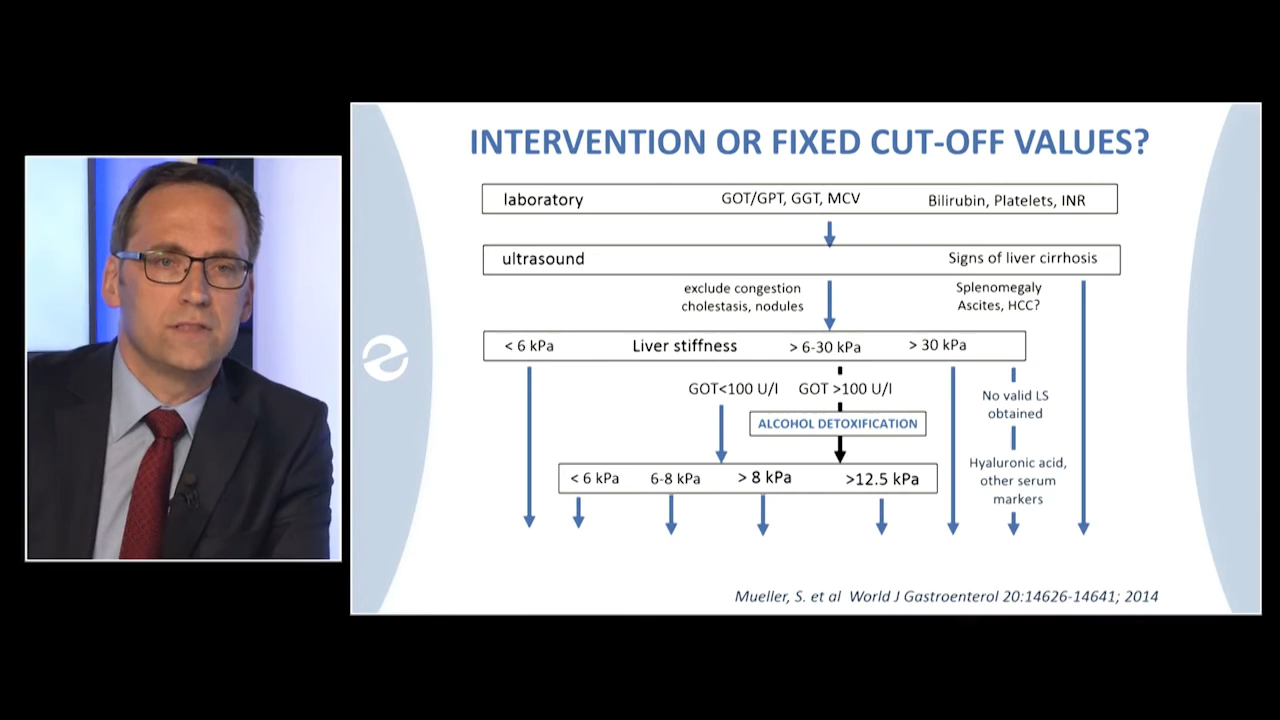 INTERVENTION OR FIXED CUT-OFF VALUES?
laboratory GOT/GPT, GGT, MCV Bilirubin, Platelets, INR
ultrasound Signs of liver cirrhosis
exclude congestion
cholestasis, nodules
Splenomegaly
Ascites, HCC?
< 6 kPa Liver stiffness > 6-30 kPa > 30 kPa
GOT<100 U/l GOT >100 U/l
No valid LS
obtained
ALCOHOL DETOXIFICATION
< 6 kPa 6-8 kPa > 8 kPa >12.5 kPa
Hyaluronic acid,
other serum
markers
Mueller, S. et al World J Gastroenterol 20:14626-14641; 2014